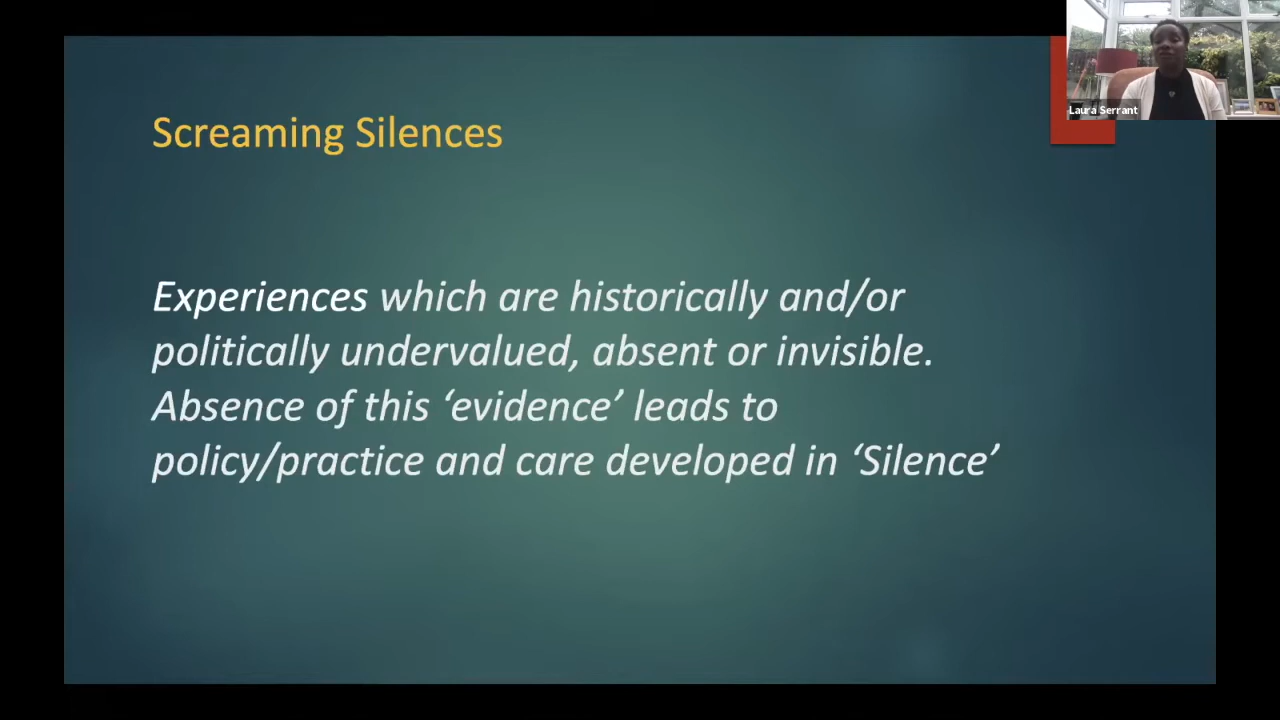 Laura Serrant
Screaming Silences
Experiences which are historically and/or
politically undervalued, absent or invisible.
Absence of this ‘evidence’ leads to
policy/practice and care developed in ‘Silence’